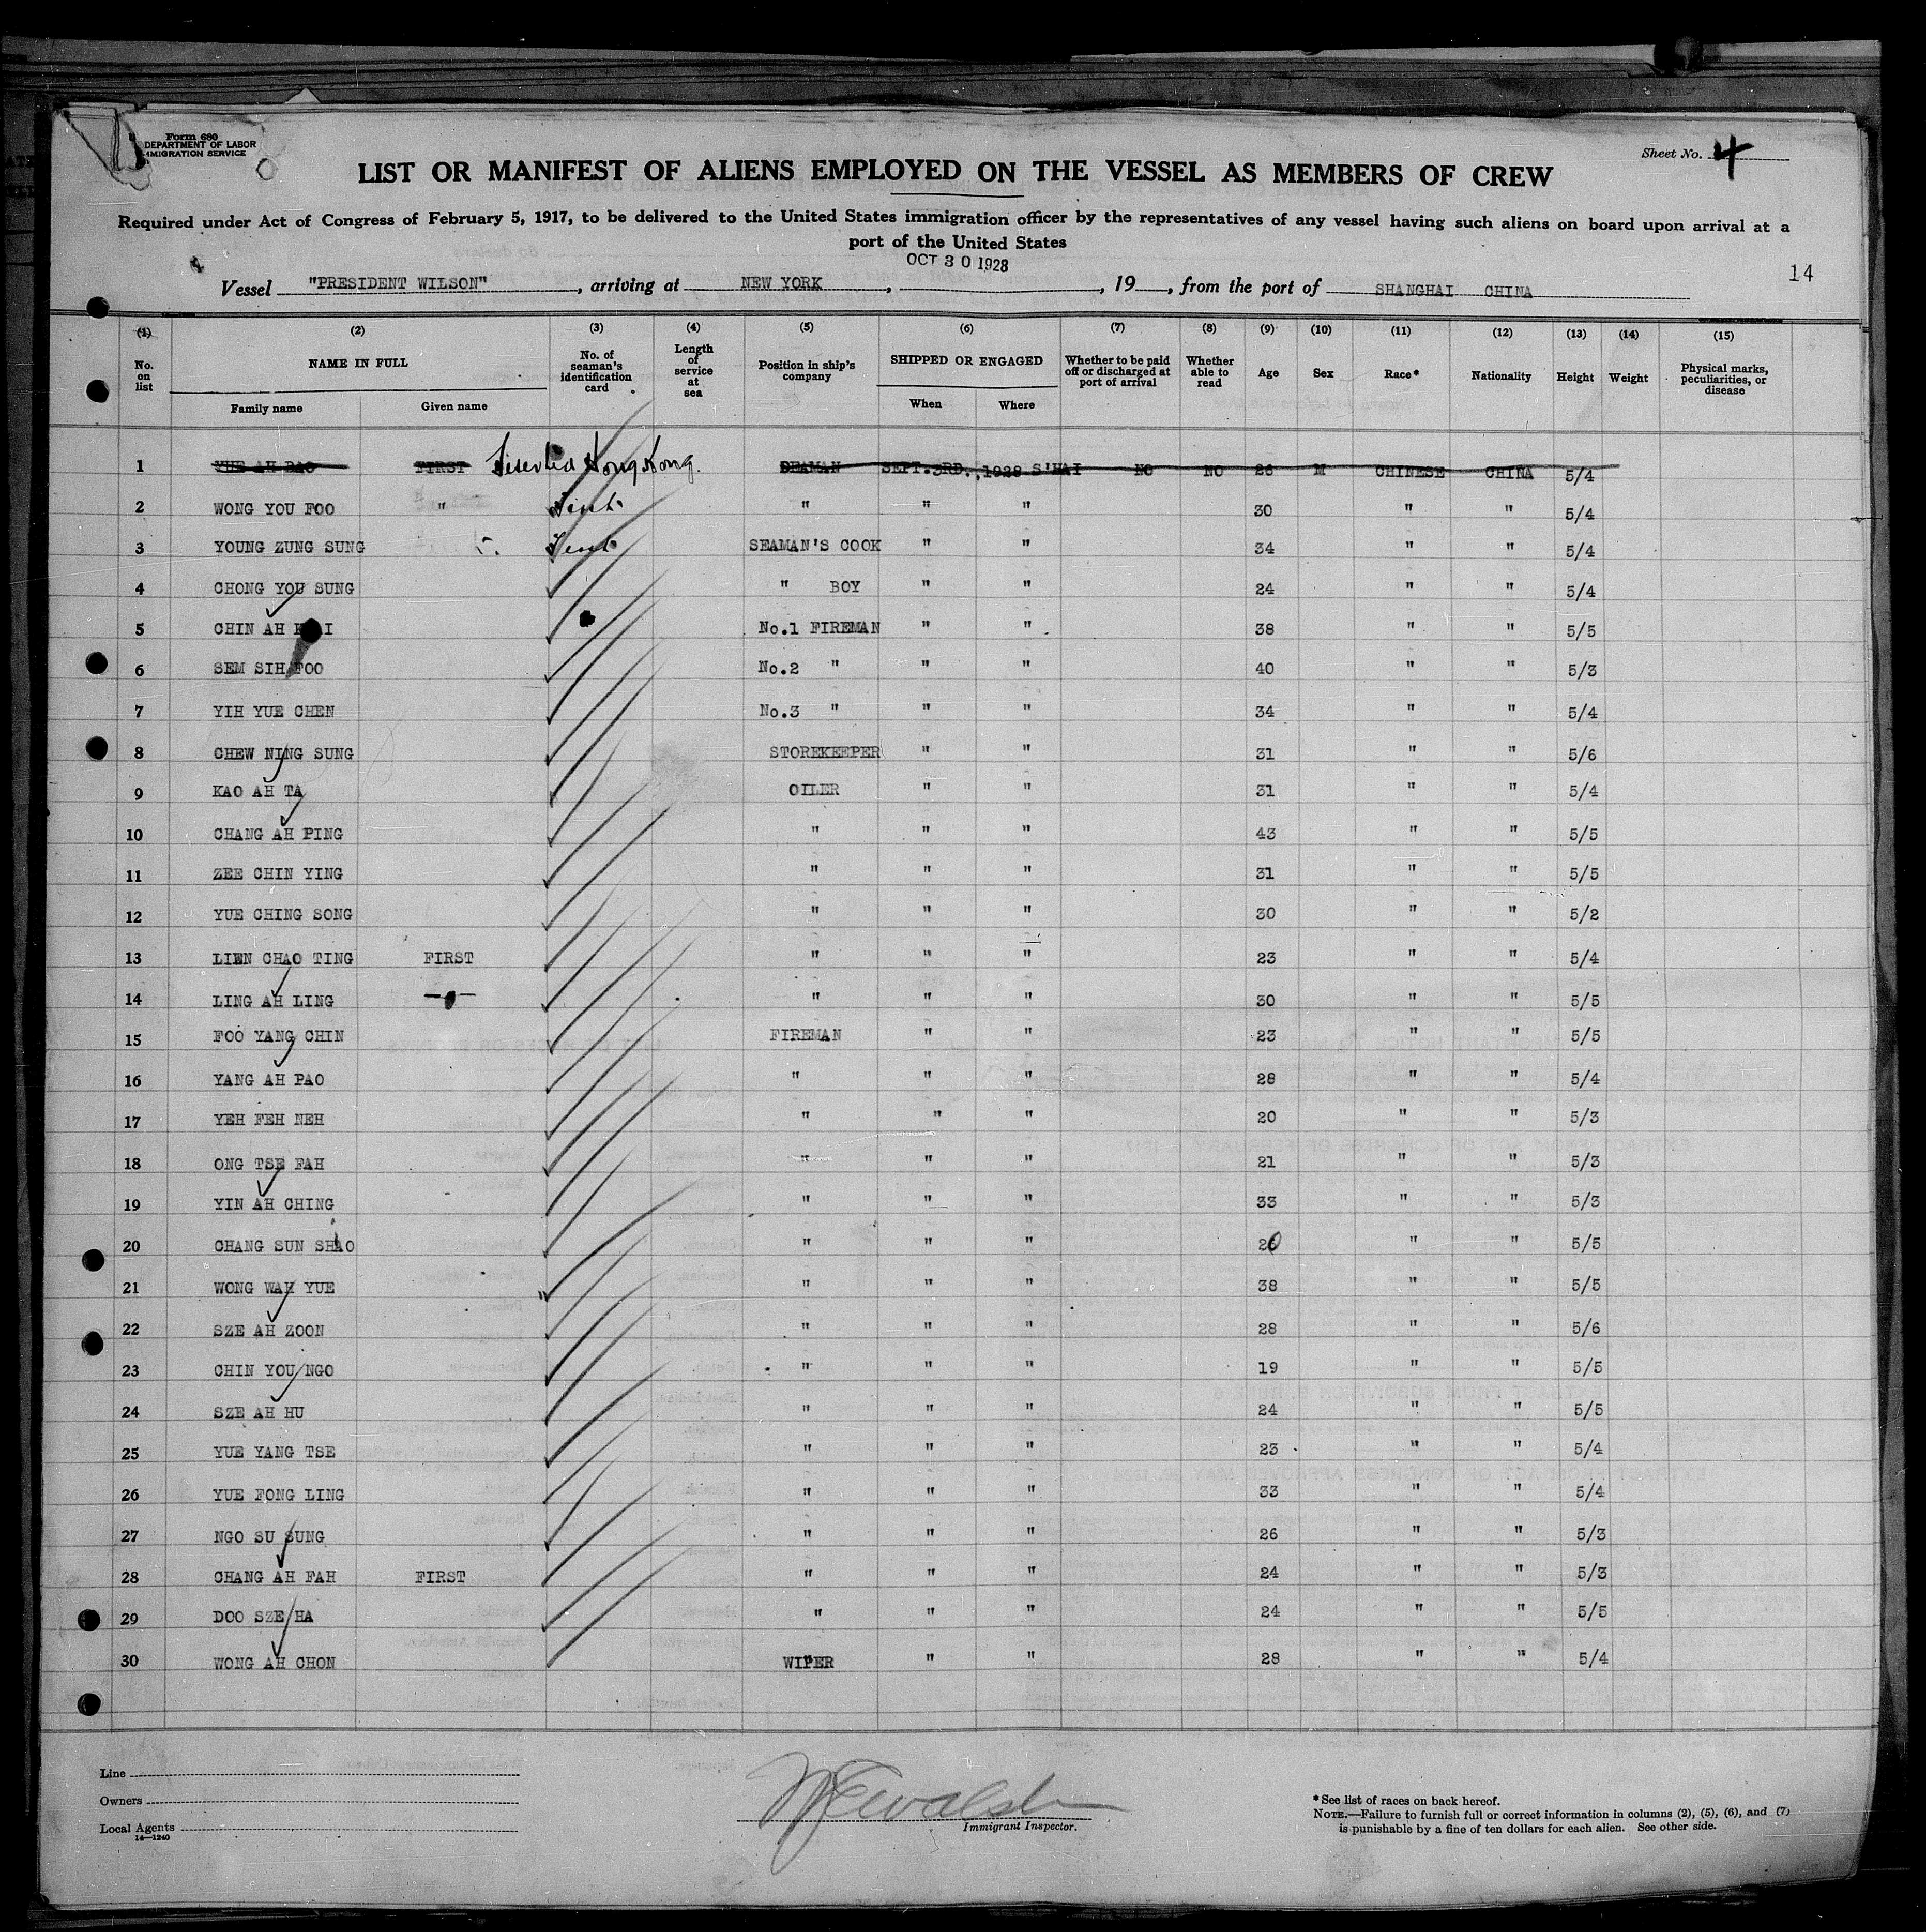 Form 680
DEPARTMENT OF LABOR
IMMIGRATION SERVICE
Sheet No. 4
LIST OR MANIFEST OF ALIENS EMPLOYED ON THE VESSEL AS MEMBERS OF CREW
Required under Act of Congress of February 5, 1917, to be delivered to the United States immigration officer by the representatives of any vessel having such aliens on board upon arrival at a
port of the United States
OCT 30 1928
14
Vessel "PRESIDENT WILSON", arriving at NEW YORK, , 19 , from the port of SHANGHAI CHINA
(1) (2) (3) (4) (5) (6) (7) (8) (9) (10) (11) (12) (13) (14) (15)
No. on list NAME IN FULL No. of seaman's identification card Length of service at sea Position in ship's company SHIPPED OR ENGAGED Whether to be paid off or discharged at port of arrival Whether able to read Age Sex Race* Nationality Height Weight Physical marks, peculiarities, or disease
Family name Given name When Where
1 YUE AH PAO FIRST Deserted Hong Kong. SEAMAN SEPT.3RD.,1928 S'HAI NO NO 26 M CHINESE CHINA 5/4
2 WONG YOU FOO " " " " 30 " " 5/4
3 YOUNG ZUNG SUNG SEAMAN'S COOK " " 34 " " 5/4
4 CHONG YOU SUNG " BOY " " 24 " " 5/4
5 CHIN AH No.1 FIREMAN " " 38 " " 5/5
6 SEM SIH FOO No.2 " " " 40 " " 5/3
7 YIH YUE CHEN No.3 " " " 34 " " 5/4
8 CHEW NING SUNG STOREKEEPER " " 31 " " 5/6
9 KAO AH TA OILER " " 31 " " 5/4
10 CHANG AH PING " " " 43 " " 5/5
11 ZEE CHIN YING " " " 31 " " 5/5
12 YUE CHING SONG " " " 30 " " 5/2
13 LIEN CHAO TING FIRST " " " 23 " " 5/4
14 LING AH LING " " " 30 " " 5/5
15 FOO YANG CHIN FIREMAN " " 23 " " 5/5
16 YANG AH PAO " " " 28 " " 5/4
17 YEH FEH NEH " " " 20 " " 5/3
18 ONG TSE FAH " " " 21 " " 5/3
19 YIN AH CHING " " " 33 " " 5/3
20 CHANG SUN SHAO " " " 20 " " 5/5
21 WONG WAH YUE " " " 38 " " 5/5
22 SZE AH ZOON " " " 28 " " 5/6
23 CHIN YOU NGO " " " 19 " " 5/5
24 SZE AH HU " " " 24 " " 5/5
25 YUE YANG TSE " " " 23 " " 5/4
26 YUE FONG LING " " " 33 " " 5/4
27 NGO SU SUNG " " " 26 " " 5/3
28 CHANG AH FAH FIRST " " " 24 " " 5/3
29 DOO SZE HA " " " 24 " " 5/5
30 WONG AH CHON WIPER " " 28 " " 5/4
Line
Owners
Local Agents
14—1240
Immigrant Inspector.
* See list of races on back hereof.
NOTE.—Failure to furnish full or correct information in columns (2), (5), (6), and (7)
is punishable by a fine of ten dollars for each alien. See other side.